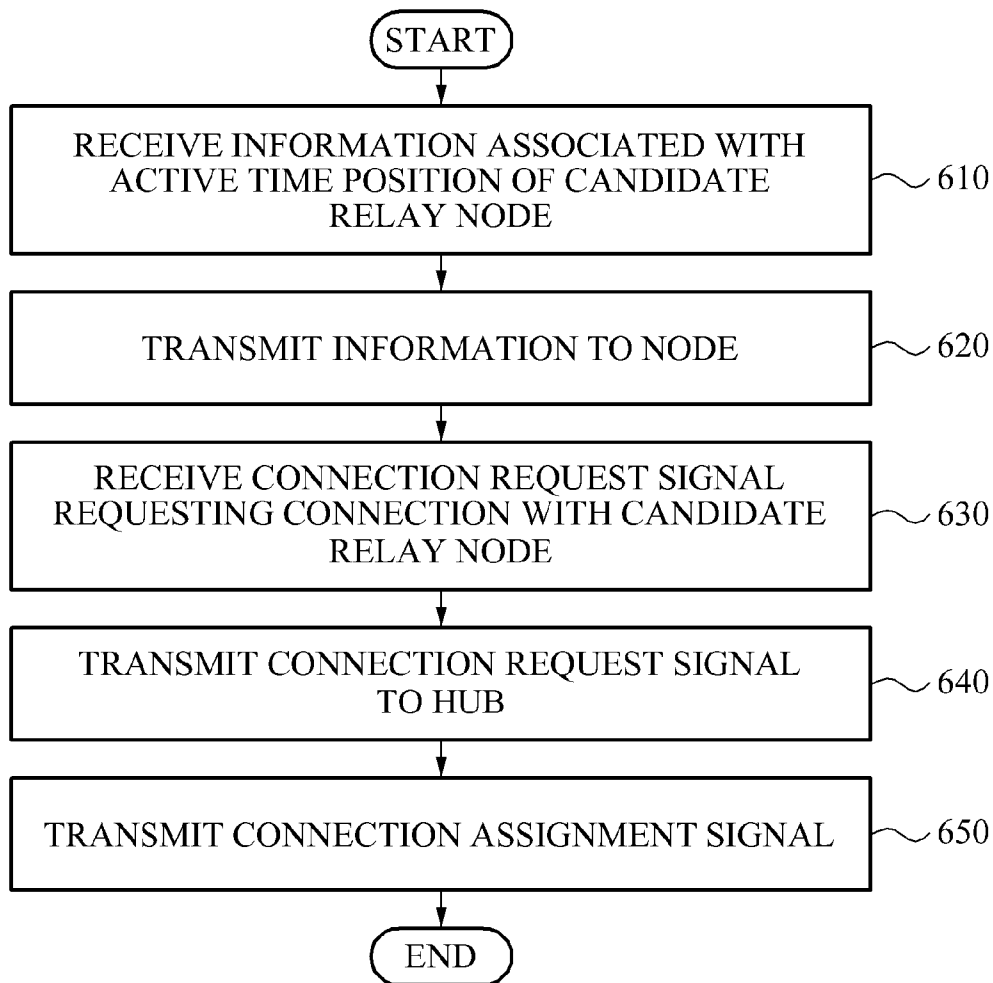 START
RECEIVE INFORMATION ASSOCIATED WITH
ACTIVE TIME POSITION OF CANDIDATE
RELAY NODE
610
TRANSMIT INFORMATION TO NODE
620
RECEIVE CONNECTION REQUEST SIGNAL
REQUESTING CONNECTION WITH CANDIDATE
RELAY NODE
630
TRANSMIT CONNECTION REQUEST SIGNAL
TO HUB
640
TRANSMIT CONNECTION ASSIGNMENT SIGNAL
650
END